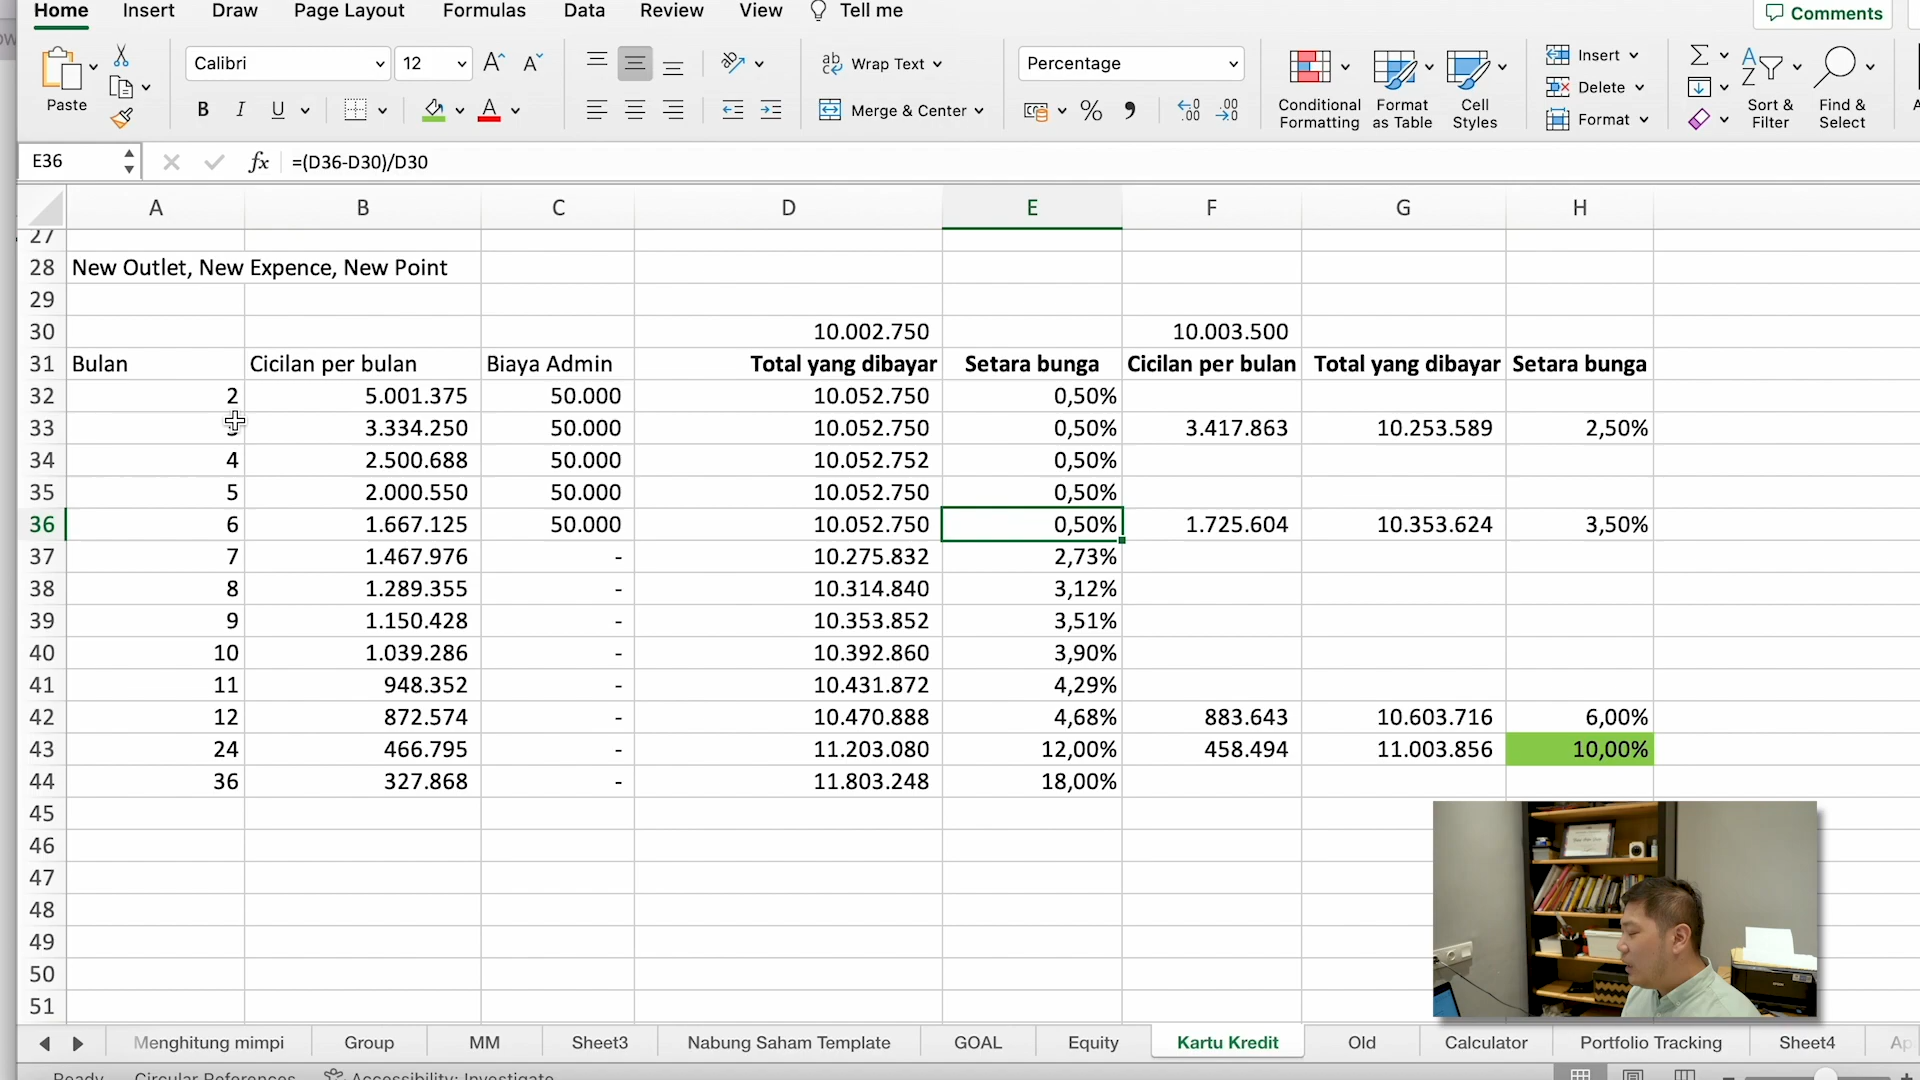 Home Insert Draw Page Layout Formulas Data Review View Tell me Comments
Calibri 12 Wrap Text Percentage Insert
Paste B I U Merge & Center % Conditional Formatting Format as Table Cell Styles Delete Format Sort & Filter Find & Select
E36 fx =(D36-D30)/D30
A B C D E F G H
27
28 New Outlet, New Expence, New Point
29
30 10.002.750 10.003.500
31 Bulan Cicilan per bulan Biaya Admin Total yang dibayar Setara bunga Cicilan per bulan Total yang dibayar Setara bunga
32 2 5.001.375 50.000 10.052.750 0,50%
33 3.334.250 50.000 10.052.750 0,50% 3.417.863 10.253.589 2,50%
34 4 2.500.688 50.000 10.052.752 0,50%
35 5 2.000.550 50.000 10.052.750 0,50%
36 6 1.667.125 50.000 10.052.750 0,50% 1.725.604 10.353.624 3,50%
37 7 1.467.976 - 10.275.832 2,73%
38 8 1.289.355 - 10.314.840 3,12%
39 9 1.150.428 - 10.353.852 3,51%
40 10 1.039.286 - 10.392.860 3,90%
41 11 948.352 - 10.431.872 4,29%
42 12 872.574 - 10.470.888 4,68% 883.643 10.603.716 6,00%
43 24 466.795 - 11.203.080 12,00% 458.494 11.003.856 10,00%
44 36 327.868 - 11.803.248 18,00%
45
46
47
48
49
50
51
Menghitung mimpi Group MM Sheet3 Nabung Saham Template GOAL Equity Kartu Kredit Old Calculator Portfolio Tracking Sheet4
Ready Circular References Accessibility: Investigate